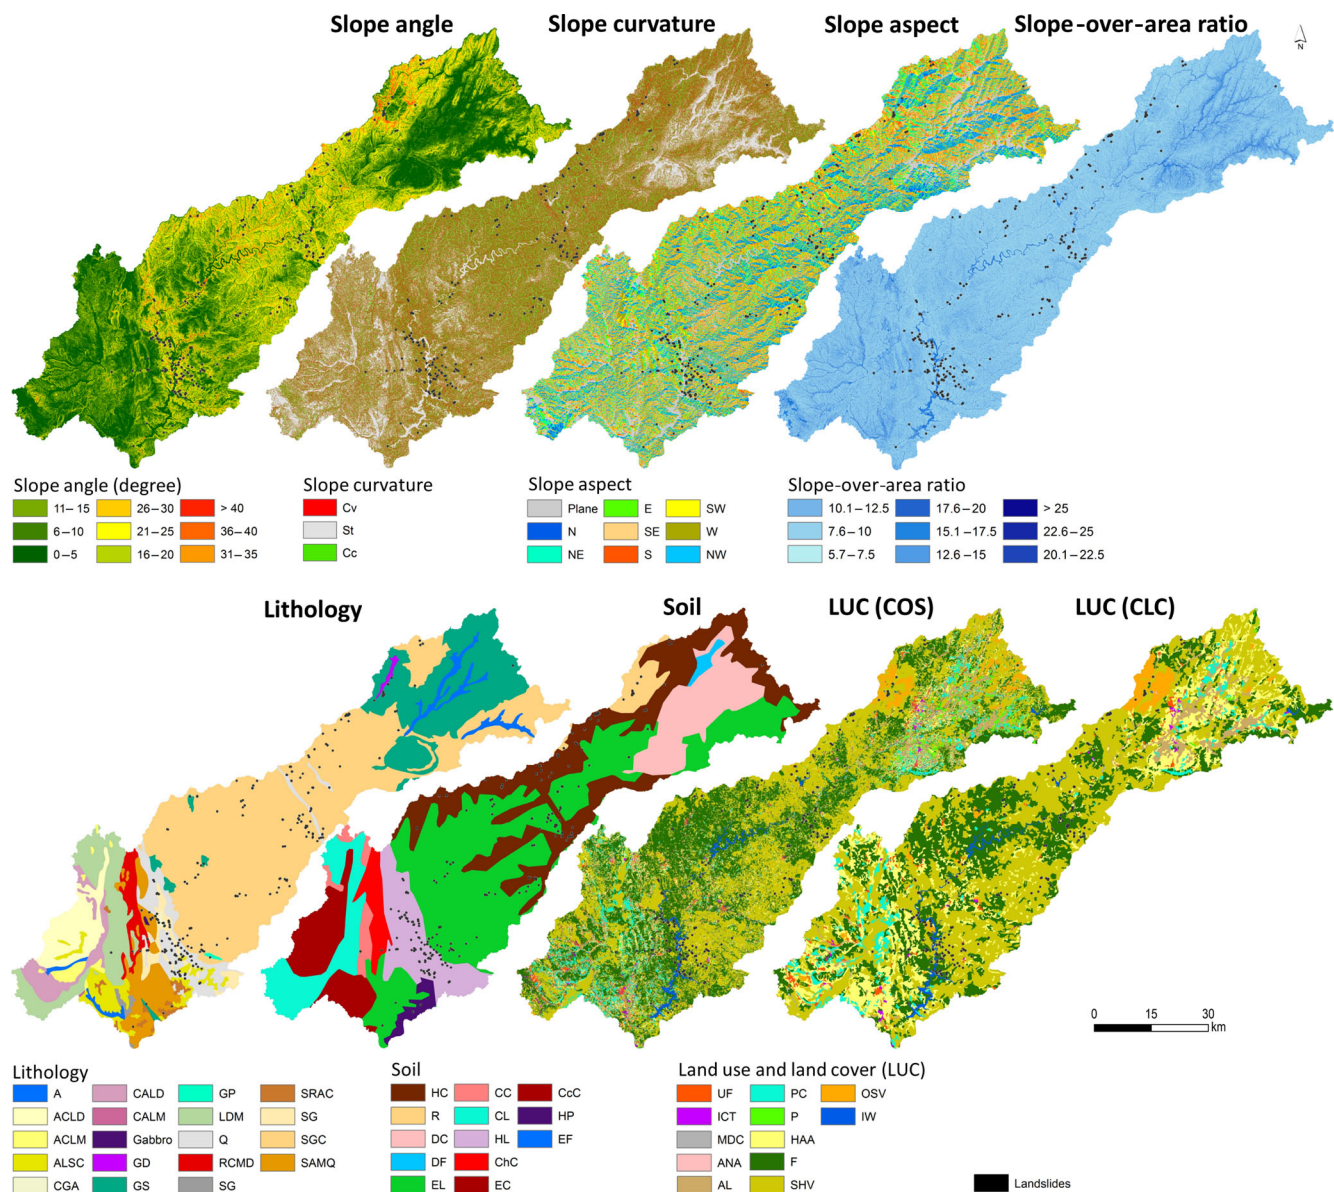 Slope angle
Slope curvature
Slope aspect
Slope-over-area ratio
N
Slope angle (degree)
11–15
26–30
> 40
6–10
21–25
36–40
0–5
16–20
31–35
Slope curvature
Cv
St
Cc
Slope aspect
Plane
E
SW
N
SE
W
NE
S
NW
Slope-over-area ratio
10.1–12.5
17.6–20
> 25
7.6–10
15.1–17.5
22.6–25
5.7–7.5
12.6–15
20.1–22.5
Lithology
Soil
LUC (COS)
LUC (CLC)
0 15 30
km
Lithology
A
CALD
GP
SRAC
ACLD
CALM
LDM
SG
ACLM
Gabbro
Q
SGC
ALSC
GD
RCMD
SAMQ
CGA
GS
SG
Soil
HC
CC
CcC
R
CL
HP
DC
HL
EF
DF
ChC
EL
EC
Land use and land cover (LUC)
UF
PC
OSV
ICT
P
IW
MDC
HAA
ANA
F
AL
SHV
Landslides